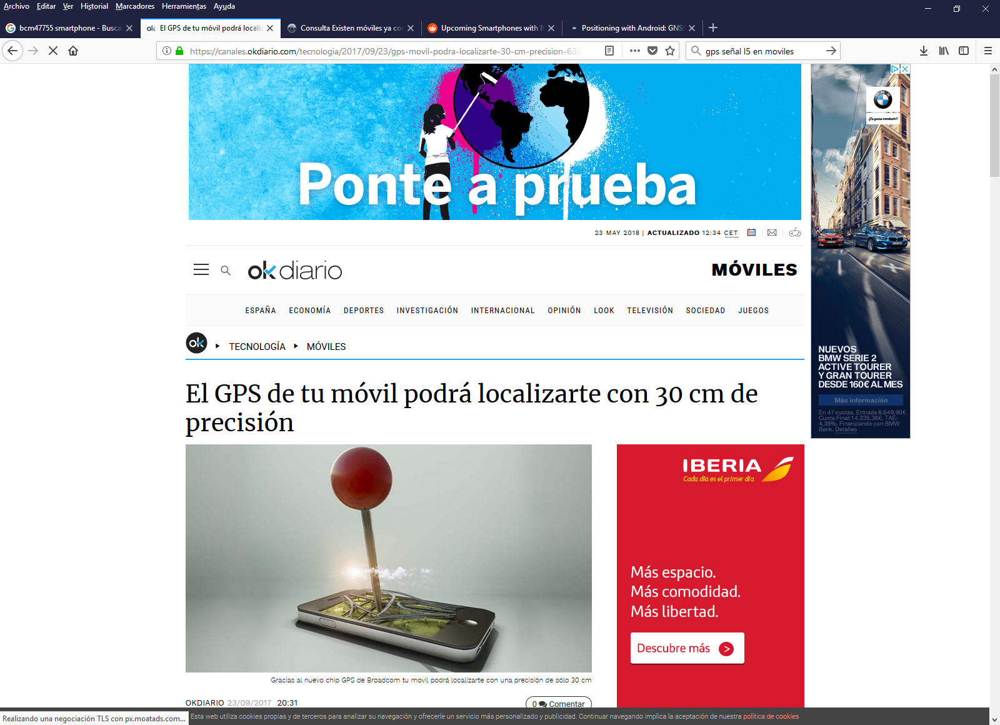 Archivo Editar Ver Historial Marcadores Herramientas Ayuda
bcm47755 smartphone - Busca
El GPS de tu móvil podrá localiz
Consulta Existen móviles ya co
Upcoming Smartphones with B
Positioning with Android: GNS
https://canales.okdiario.com/tecnologia/2017/09/23/gps-movil-podra-localizarte-30-cm-precision-633
gps señal l5 en moviles
Ponte a prueba
23 MAY 2018 | ACTUALIZADO 12:34 CET
okdiario
MÓVILES
ESPAÑA ECONOMÍA DEPORTES INVESTIGACIÓN INTERNACIONAL OPINIÓN LOOK TELEVISIÓN SOCIEDAD JUEGOS
ok TECNOLOGÍA MÓVILES
El GPS de tu móvil podrá localizarte con 30 cm de
precisión
Gracias al nuevo chip GPS de Broadcom tu movil podrá localizarte con una precisión de sólo 30 cm
OKDIARIO 23/09/2017 20:31
0 Comentar
BMW
¿Te gusta conducir?
NUEVOS
BMW SERIE 2
ACTIVE TOURER
Y GRAN TOURER
DESDE 160€ AL MES
Más información
En 47 cuotas. Entrada 8.649,90€.
Cuota Final: 14.335,36€. TAE:
4,38%. Financiando con BMW
Bank. Detalles
IBERIA
Cada día es el primer día
Más espacio.
Más comodidad.
Más libertad.
Descubre más
Realizando una negociación TLS con px.moatads.com...
Esta web utiliza cookies propias y de terceros para analizar su navegación y ofrecerle un servicio más personalizado y publicidad. Continuar navegando implica la aceptación de nuestra política de cookies